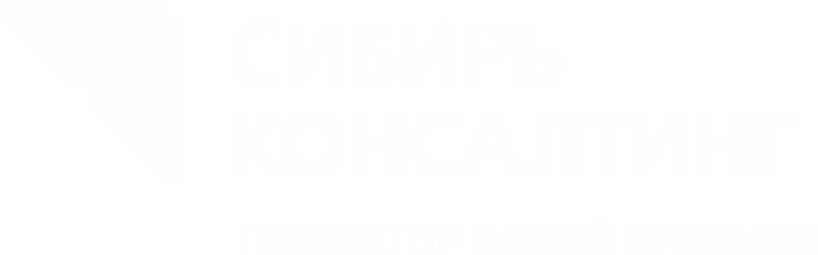 СИБИРЬ
КОНСАЛТИНГ
ГЕНЕРАТОР ВАШЕЙ ПРИБЫЛИ